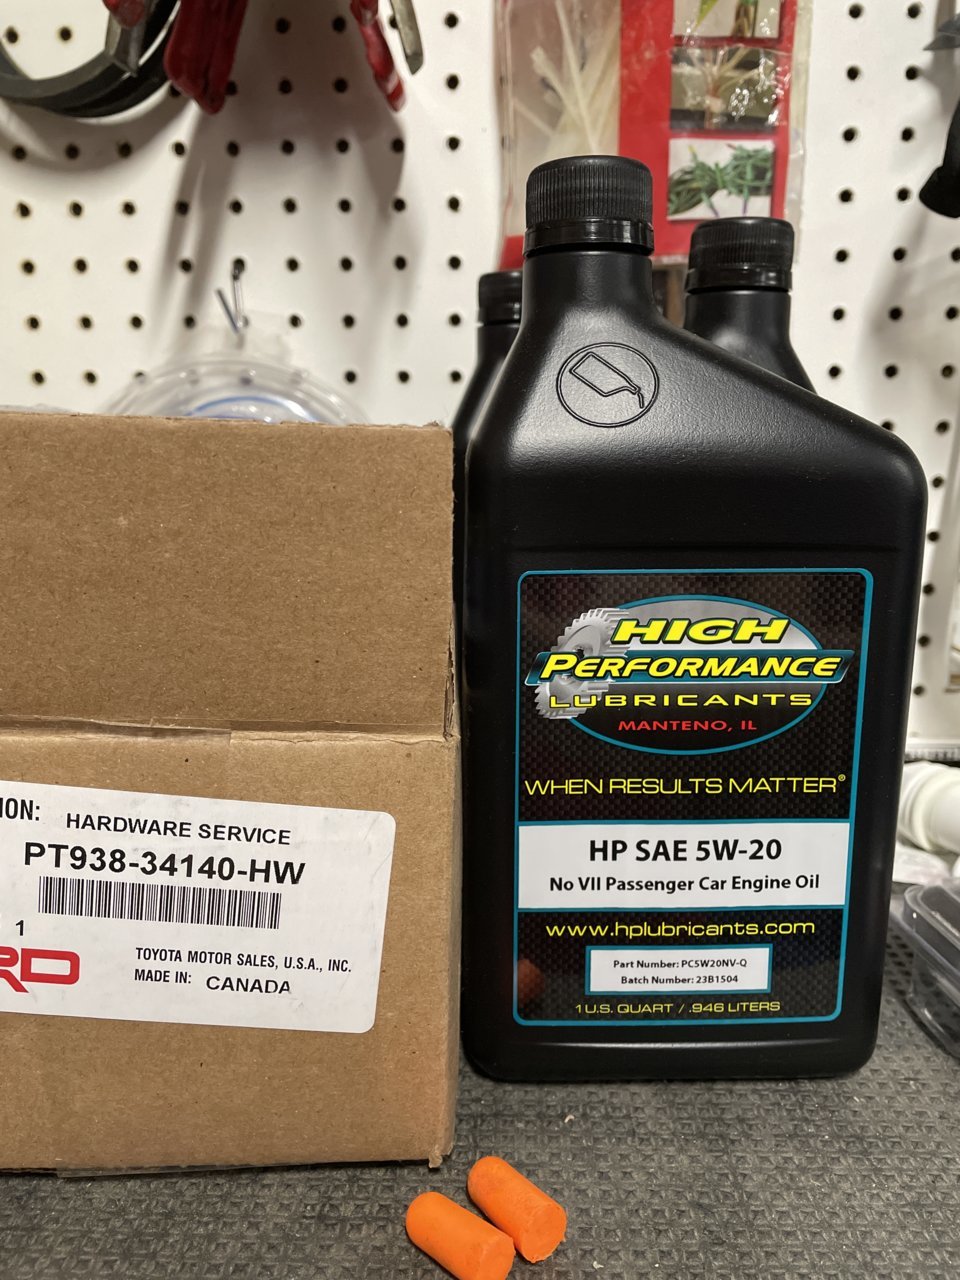 ION:
HARDWARE SERVICE
PT938-34140-HW
1
RD
TOYOTA MOTOR SALES, U.S.A., INC.
MADE IN: CANADA
HIGH
PERFORMANCE
LUBRICANTS
MANTENO, IL
WHEN RESULTS MATTER®
HP SAE 5W-20
No VII Passenger Car Engine Oil
www.hplubricants.com
Part Number: PC5W20NV-Q
Batch Number: 23B1504
1 U.S. QUART / .946 LITERS